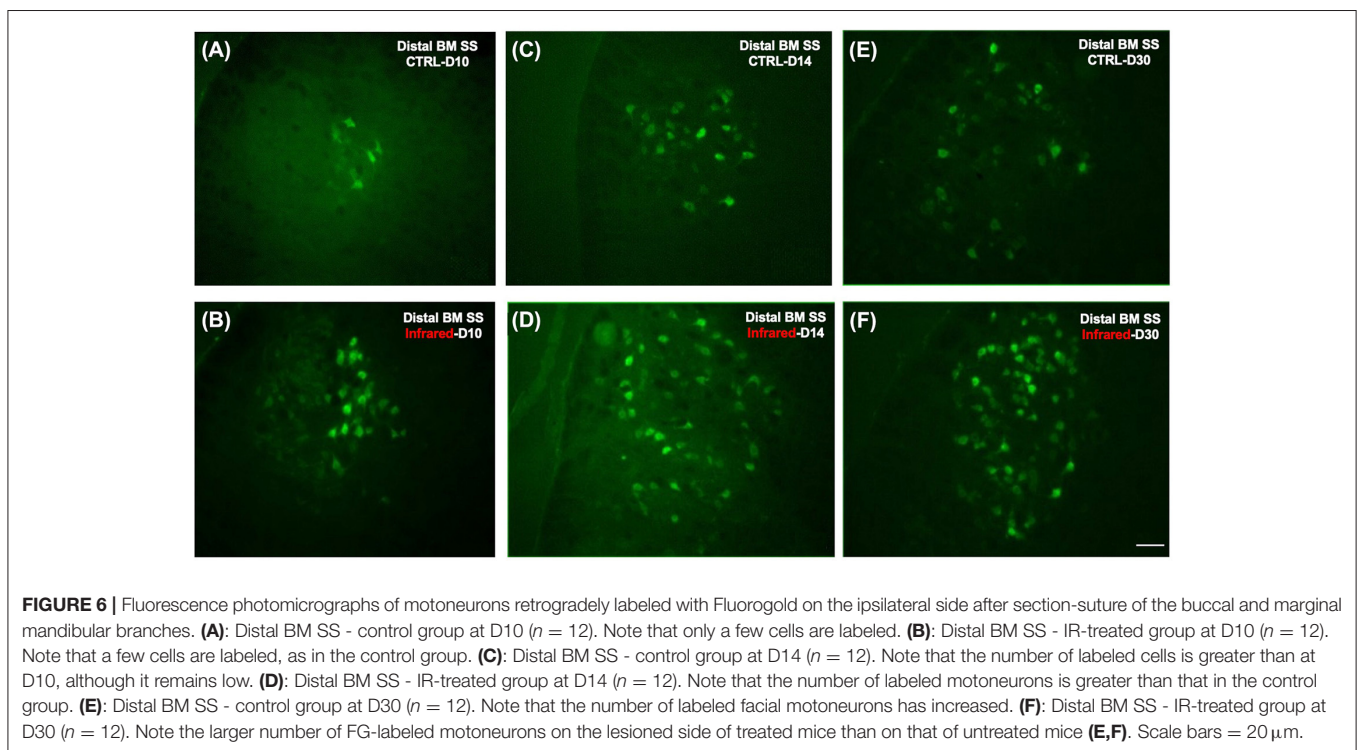 (A)
Distal BM SS
CTRL-D10
(C)
Distal BM SS
CTRL-D14
(E)
Distal BM SS
CTRL-D30
(B)
Distal BM SS
Infrared-D10
(D)
Distal BM SS
Infrared-D14
(F)
Distal BM SS
Infrared-D30
FIGURE 6 | Fluorescence photomicrographs of motoneurons retrogradely labeled with Fluorogold on the ipsilateral side after section-suture of the buccal and marginal
mandibular branches. (A): Distal BM SS - control group at D10 (n = 12). Note that only a few cells are labeled. (B): Distal BM SS - IR-treated group at D10 (n = 12).
Note that a few cells are labeled, as in the control group. (C): Distal BM SS - control group at D14 (n = 12). Note that the number of labeled cells is greater than at
D10, although it remains low. (D): Distal BM SS - IR-treated group at D14 (n = 12). Note that the number of labeled motoneurons is greater than that in the control
group. (E): Distal BM SS - control group at D30 (n = 12). Note that the number of labeled facial motoneurons has increased. (F): Distal BM SS - IR-treated group at
D30 (n = 12). Note the larger number of FG-labeled motoneurons on the lesioned side of treated mice than on that of untreated mice (E,F). Scale bars = 20 μm.